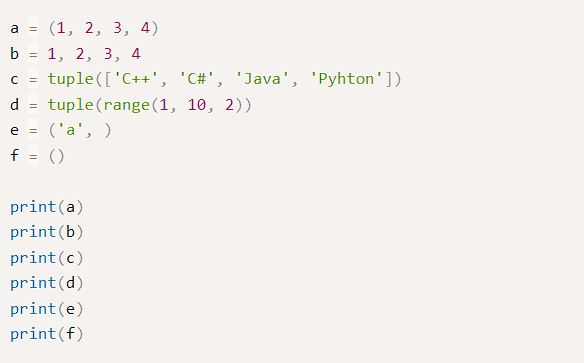 a = (1, 2, 3, 4)
b = 1, 2, 3, 4
c = tuple(['C++', 'C#', 'Java', 'Pyhton'])
d = tuple(range(1, 10, 2))
e = ('a', )
f = ()
print(a)
print(b)
print(c)
print(d)
print(e)
print(f)